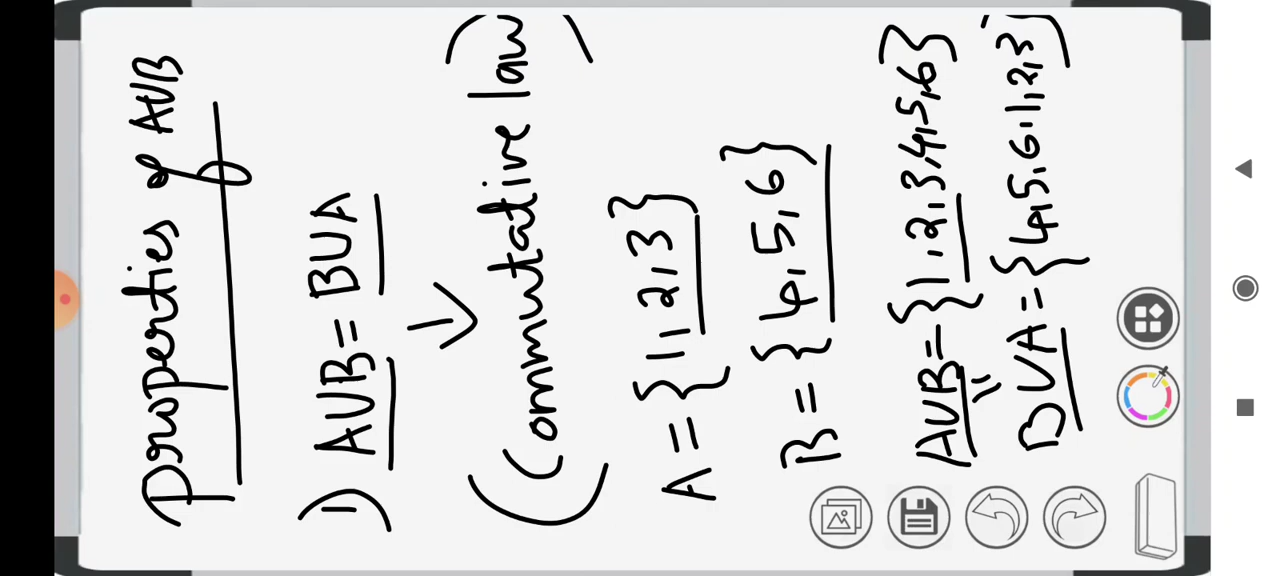 properties of AUB
1) AUB = BUA
(Commutative law)
A = {1,2,3}
B = {4,5,6}
AUB = {1,2,3,4,5,6}
BUA = {4,5,6,1,2,3}